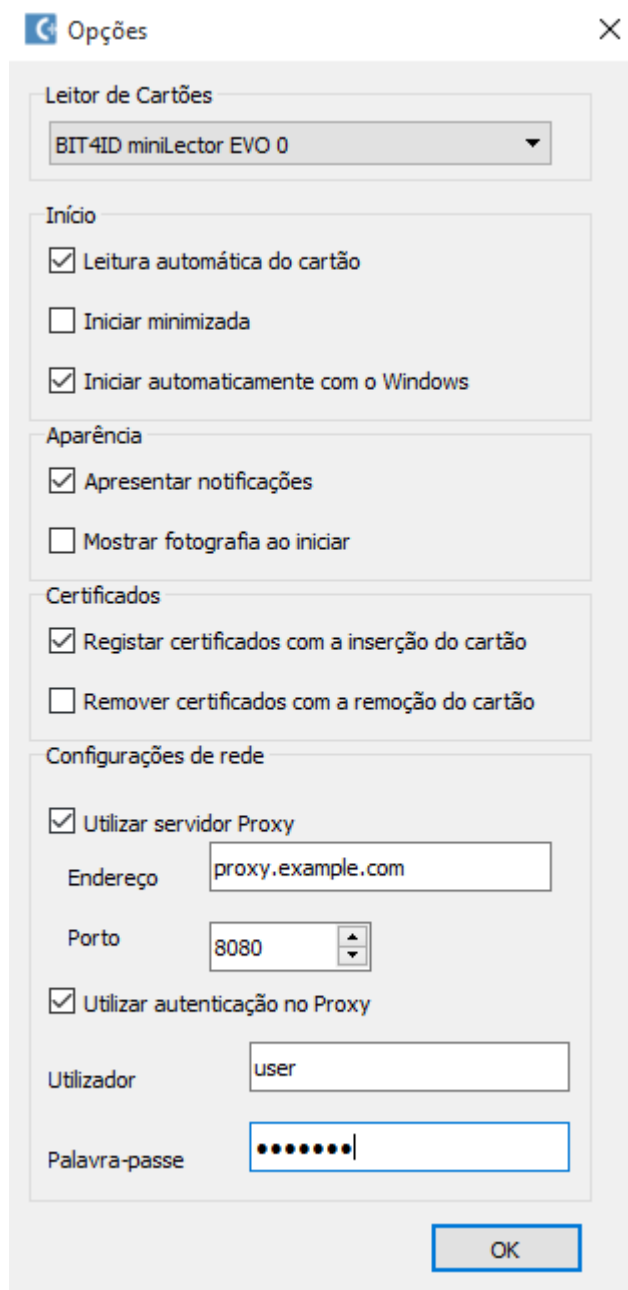 Opções
Leitor de Cartões
BIT4ID miniLector EVO 0
Início
Leitura automática do cartão
Iniciar minimizada
Iniciar automaticamente com o Windows
Aparência
Apresentar notificações
Mostrar fotografia ao iniciar
Certificados
Registar certificados com a inserção do cartão
Remover certificados com a remoção do cartão
Configurações de rede
Utilizar servidor Proxy
Endereço proxy.example.com
Porto 8080
Utilizar autenticação no Proxy
Utilizador user
Palavra-passe •••••••
OK